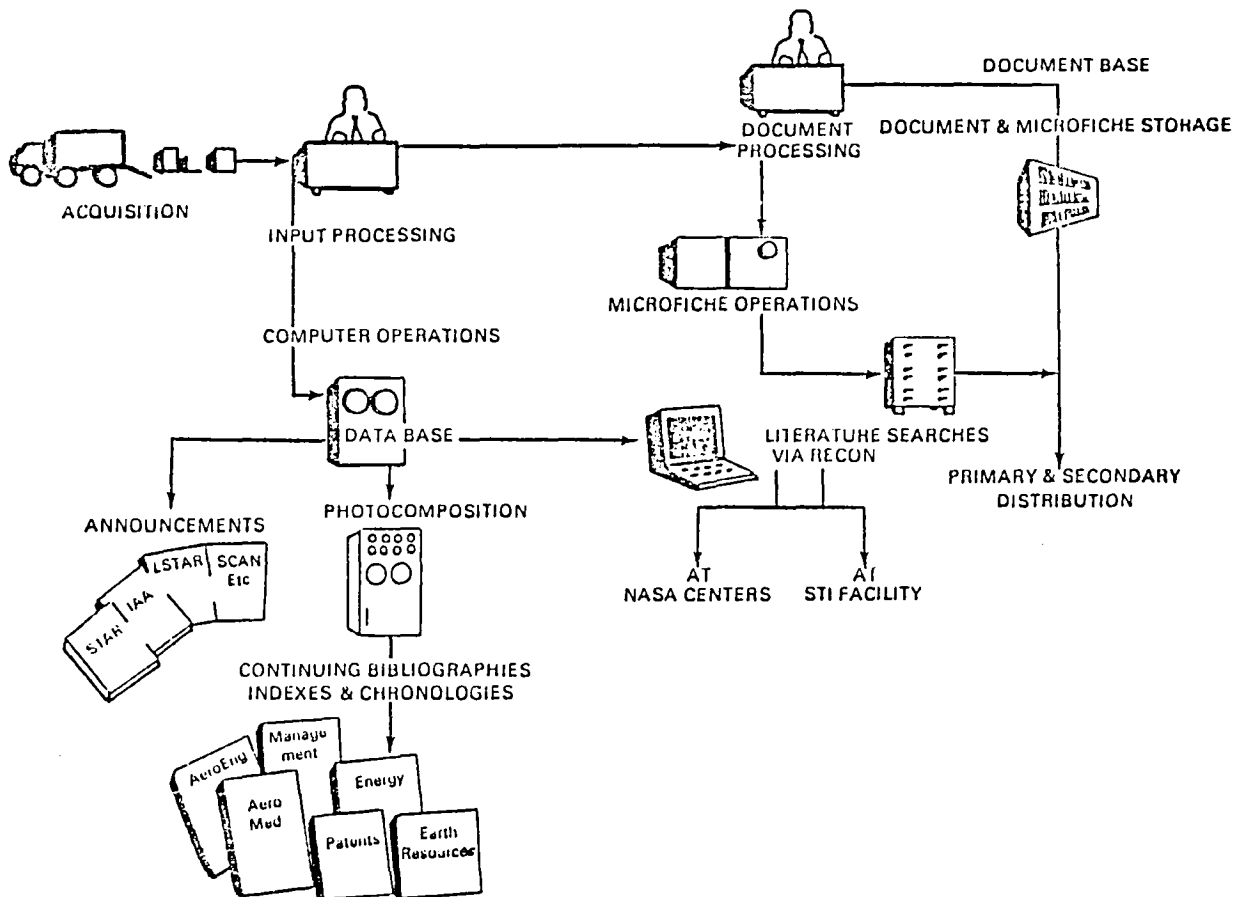 DOCUMENT BASE
DOCUMENT & MICROFICHE STORAGE
DOCUMENT
PROCESSING
ACQUISITION
INPUT PROCESSING
MICROFICHE OPERATIONS
COMPUTER OPERATIONS
DATA BASE
LITERATURE SEARCHES
VIA RECON
PRIMARY & SECONDARY
DISTRIBUTION
ANNOUNCEMENTS
PHOTOCOMPOSITION
LSTAR
SCAN
Etc
IAA
STAR
AT
NASA CENTERS
AT
STI FACILITY
CONTINUING BIBLIOGRAPHIES
INDEXES & CHRONOLOGIES
AeroEng
Manage
ment
Aero
Med
Energy
Patents
Earth
Resources